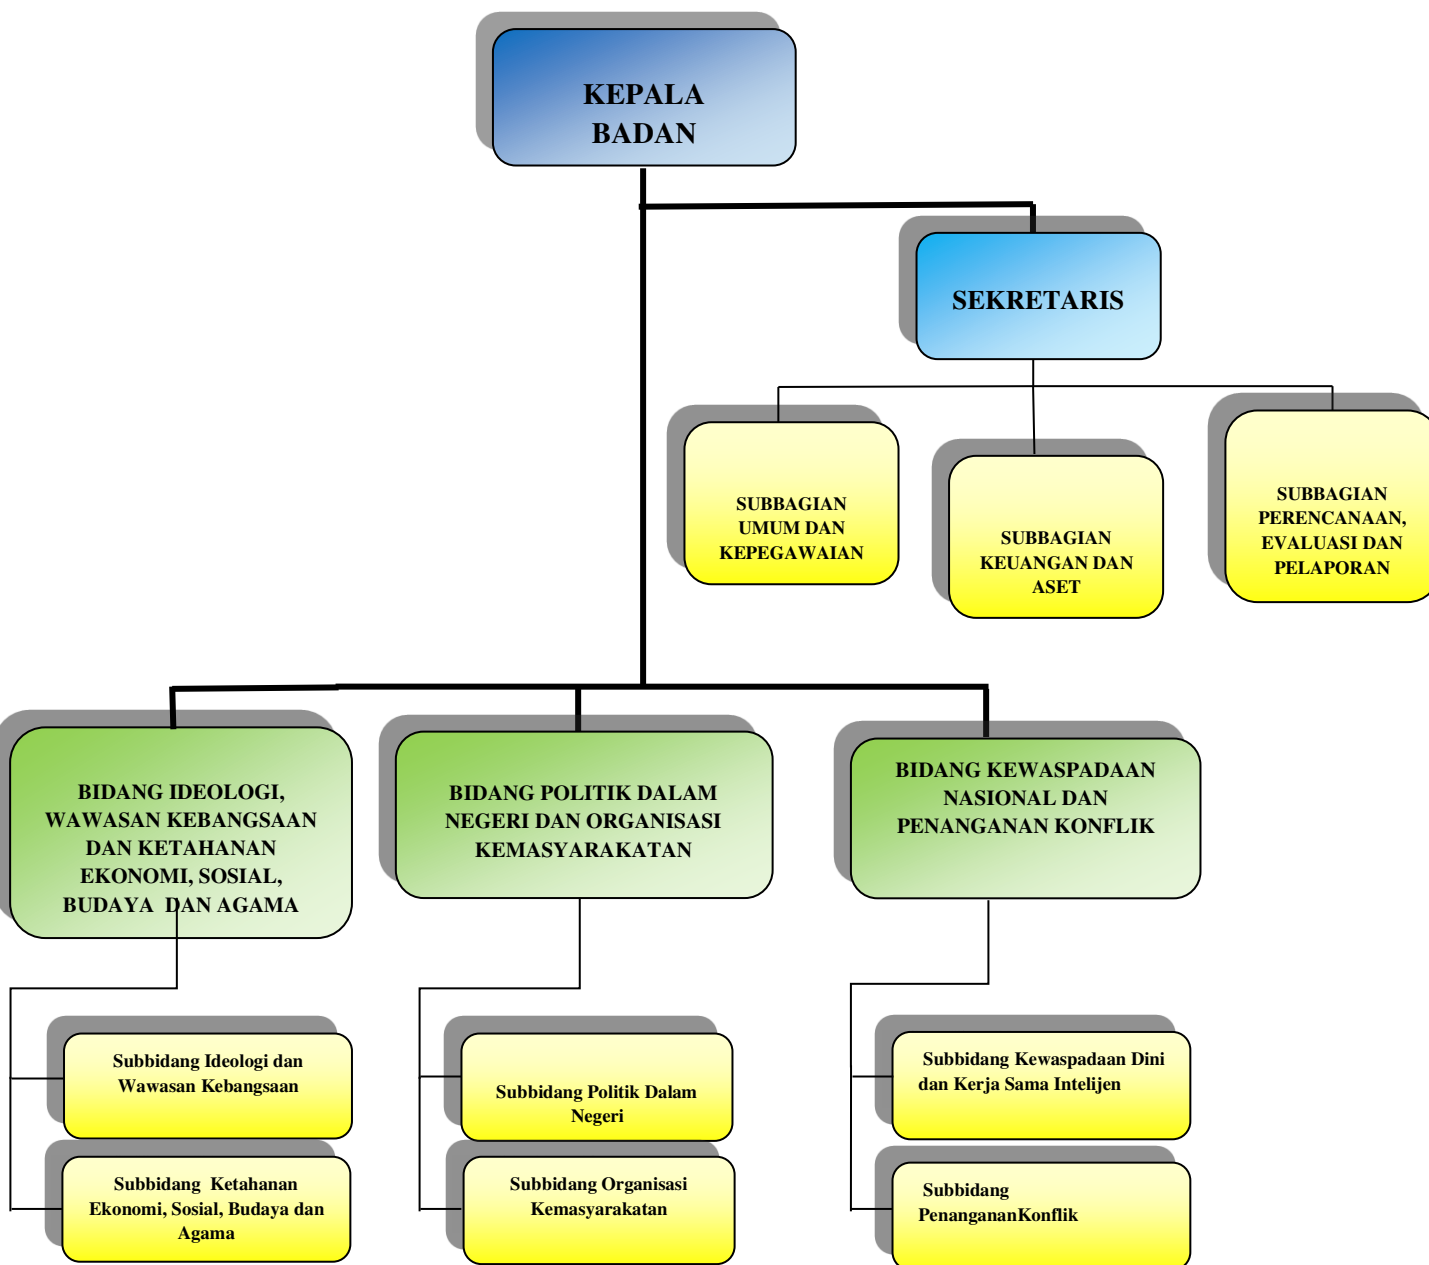 KEPALA
BADAN
SEKRETARIS
SUBBAGIAN
UMUM DAN
KEPEGAWAIAN
SUBBAGIAN
KEUANGAN DAN
ASET
SUBBAGIAN
PERENCANAAN,
EVALUASI DAN
PELAPORAN
BIDANG IDEOLOGI,
WAWASAN KEBANGSAAN
DAN KETAHANAN
EKONOMI, SOSIAL,
BUDAYA DAN AGAMA
BIDANG POLITIK DALAM
NEGERI DAN ORGANISASI
KEMASYARAKATAN
BIDANG KEWASPADAAN
NASIONAL DAN
PENANGANAN KONFLIK
Subbidang Ideologi dan
Wawasan Kebangsaan
Subbidang Ketahanan
Ekonomi, Sosial, Budaya dan
Agama
Subbidang Politik Dalam
Negeri
Subbidang Organisasi
Kemasyarakatan
Subbidang Kewaspadaan Dini
dan Kerja Sama Intelijen
Subbidang
PenangananKonflik